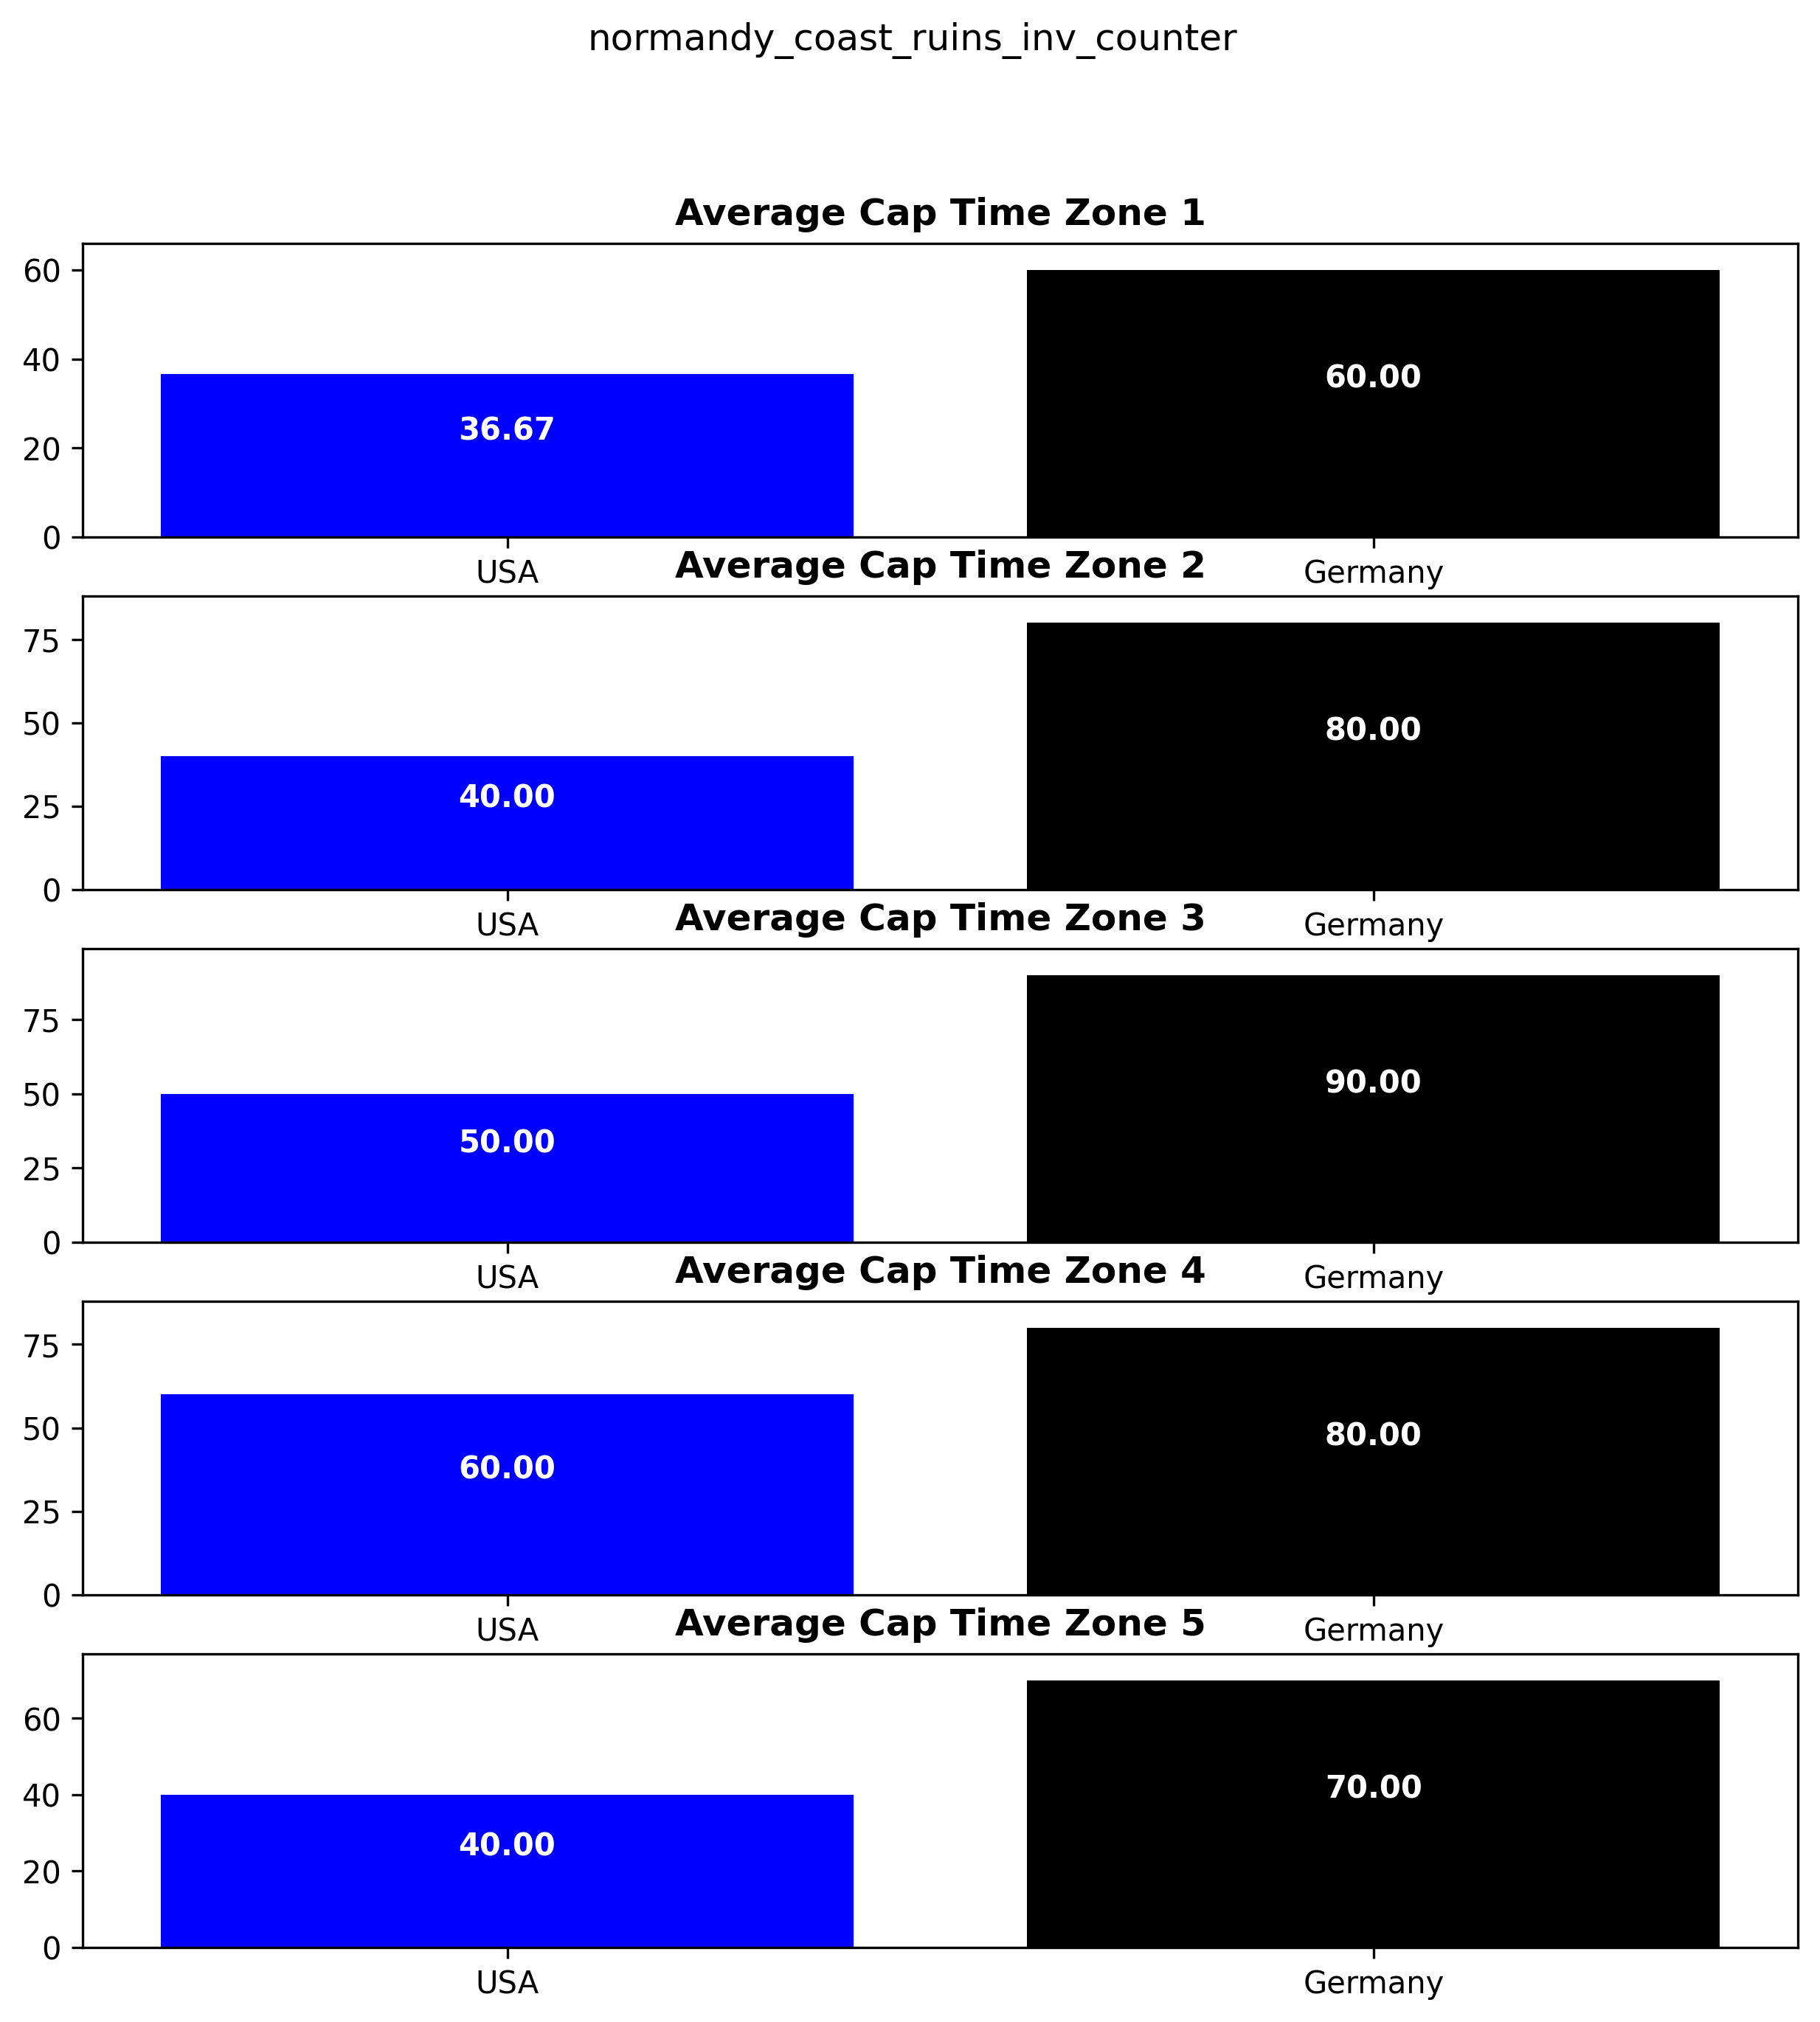 normandy_coast_ruins_inv_counter
Average Cap Time Zone 1
60
40
20
0
36.67
60.00
USA Germany
Average Cap Time Zone 2
75
50
25
0
40.00
80.00
USA Germany
Average Cap Time Zone 3
75
50
25
0
50.00
90.00
USA Germany
Average Cap Time Zone 4
75
50
25
0
60.00
80.00
USA Germany
Average Cap Time Zone 5
60
40
20
0
40.00
70.00
USA Germany